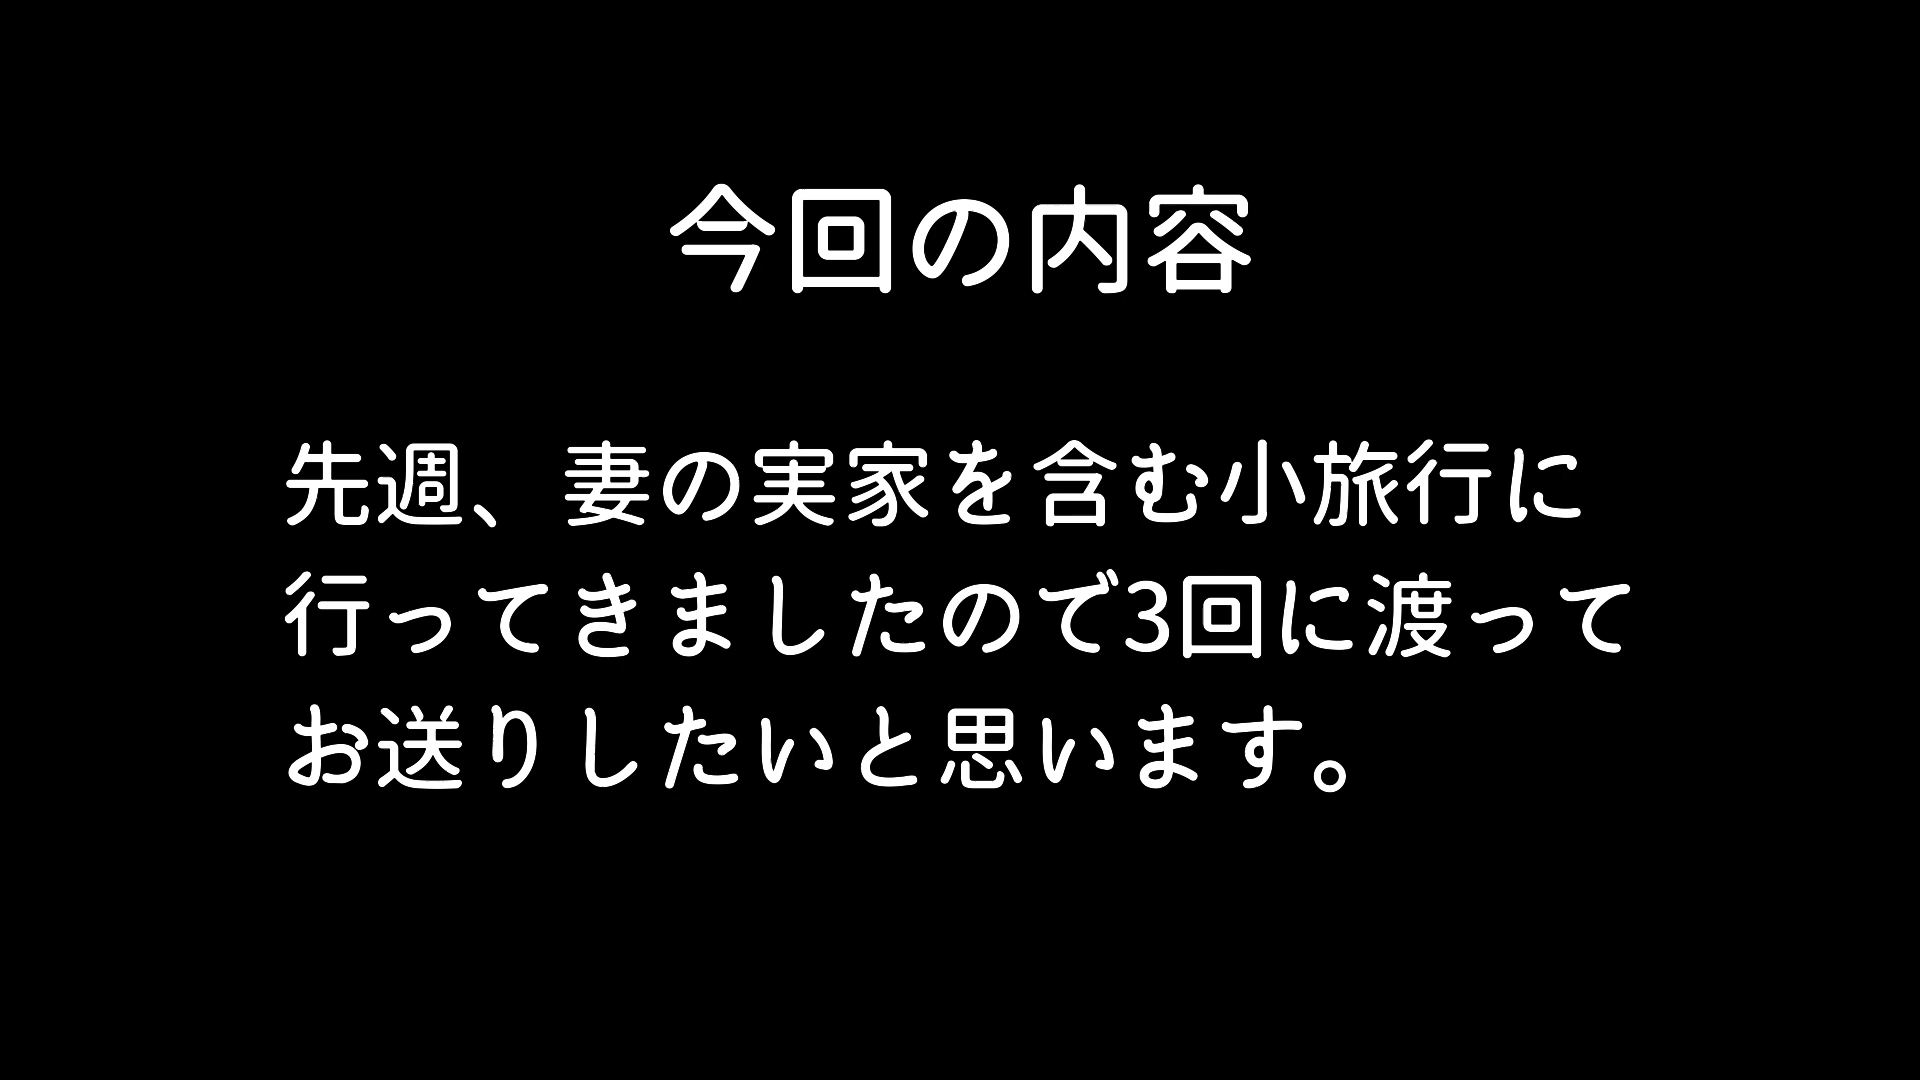 今回の内容
先週、妻の実家を含む小旅行に
行ってきましたので3回に渡って
お送りしたいと思います。